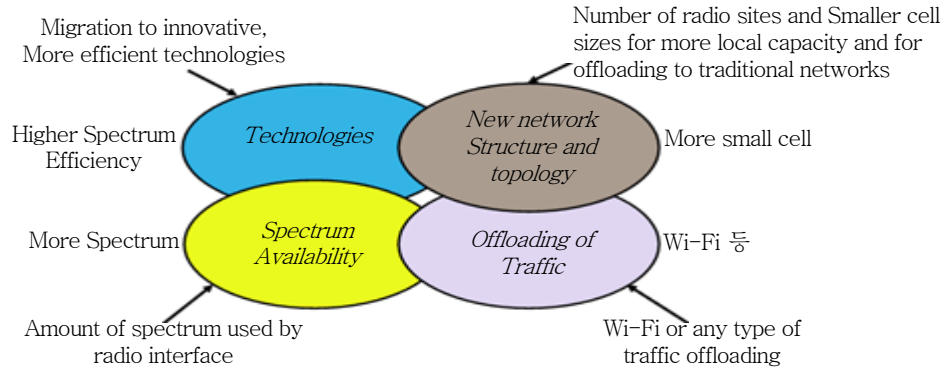 Migration to innovative,
More efficient technologies
Number of radio sites and Smaller cell
sizes for more local capacity and for
offloading to traditional networks
Higher Spectrum
Efficiency
Technologies
New network
Structure and
topology
More small cell
More Spectrum
Spectrum
Availability
Offloading of
Traffic
Wi-Fi 등
Amount of spectrum used by
radio interface
Wi-Fi or any type of
traffic offloading